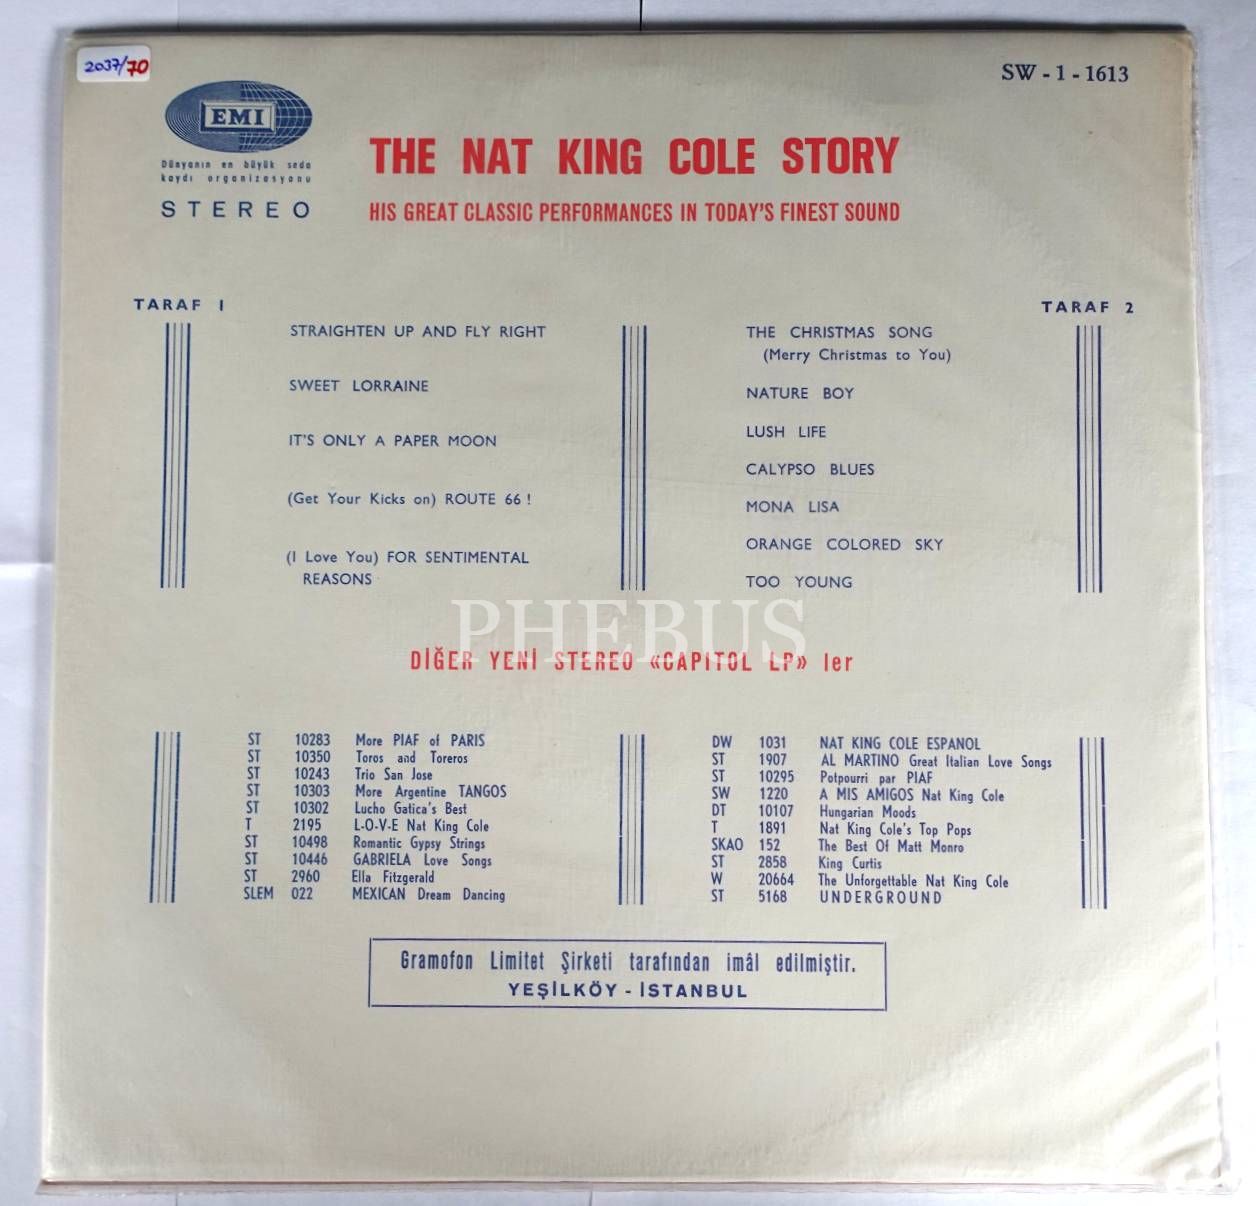 2037/70
EMI
Dünyanın en büyük seda
kaydı organizasyonu
STEREO
SW - 1 - 1613
THE NAT KING COLE STORY
HIS GREAT CLASSIC PERFORMANCES IN TODAY'S FINEST SOUND
TARAF 1
STRAIGHTEN UP AND FLY RIGHT
SWEET LORRAINE
IT'S ONLY A PAPER MOON
(Get Your Kicks on) ROUTE 66 !
(I Love You) FOR SENTIMENTAL
REASONS
TARAF 2
THE CHRISTMAS SONG
(Merry Christmas to You)
NATURE BOY
LUSH LIFE
CALYPSO BLUES
MONA LISA
ORANGE COLORED SKY
TOO YOUNG
PHEBUS
DİĞER YENİ STEREO «CAPITOL LP» ler
ST 10283 More PIAF of PARIS
ST 10350 Toros and Toreros
ST 10243 Trio San Jose
ST 10303 More Argentine TANGOS
ST 10302 Lucho Gatica's Best
T 2195 L-O-V-E Nat King Cole
ST 10498 Romantic Gypsy Strings
ST 10446 GABRIELA Love Songs
ST 2960 Ella Fitzgerald
SLEM 022 MEXICAN Dream Dancing
DW 1031 NAT KING COLE ESPANOL
ST 1907 AL MARTINO Great Italian Love Songs
ST 10295 Potpourri par PIAF
SW 1220 A MIS AMIGOS Nat King Cole
DT 10107 Hungarian Moods
T 1891 Nat King Cole's Top Pops
SKAO 152 The Best Of Matt Monro
ST 2858 King Curtis
W 20664 The Unforgettable Nat King Cole
ST 5168 UNDERGROUND
Gramofon Limitet Şirketi tarafından imâl edilmiştir.
YEŞİLKÖY - İSTANBUL